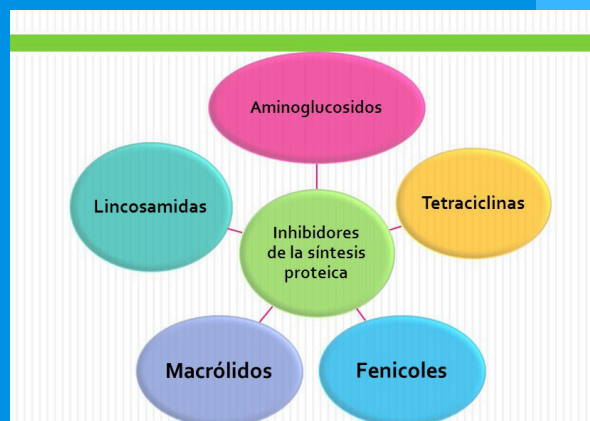 Aminoglucosidos
Lincosamidas
Tetraciclinas
Inhibidores
de la síntesis
proteica
Macrólidos
Fenicoles